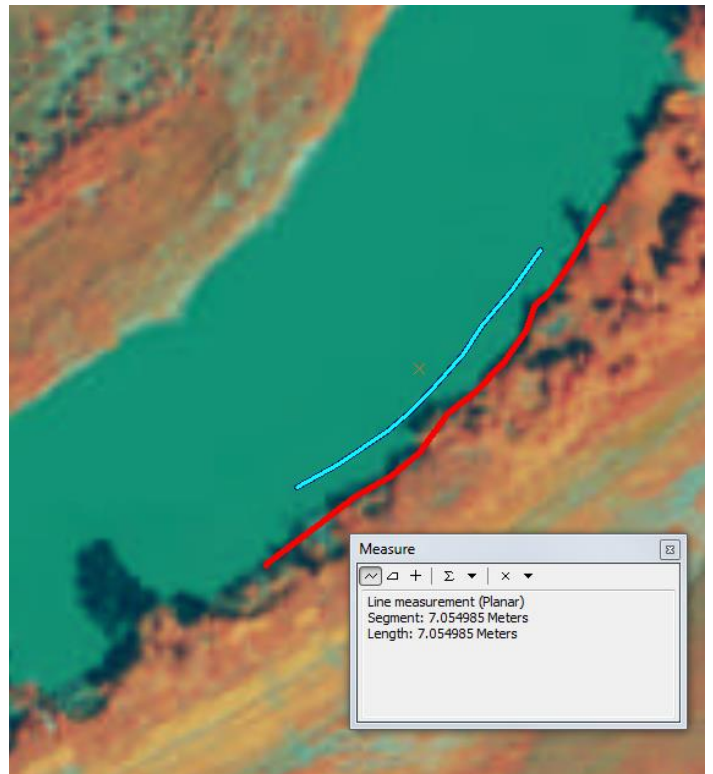 Measure
Σ
Line measurement (Planar)
Segment: 7.054985 Meters
Length: 7.054985 Meters